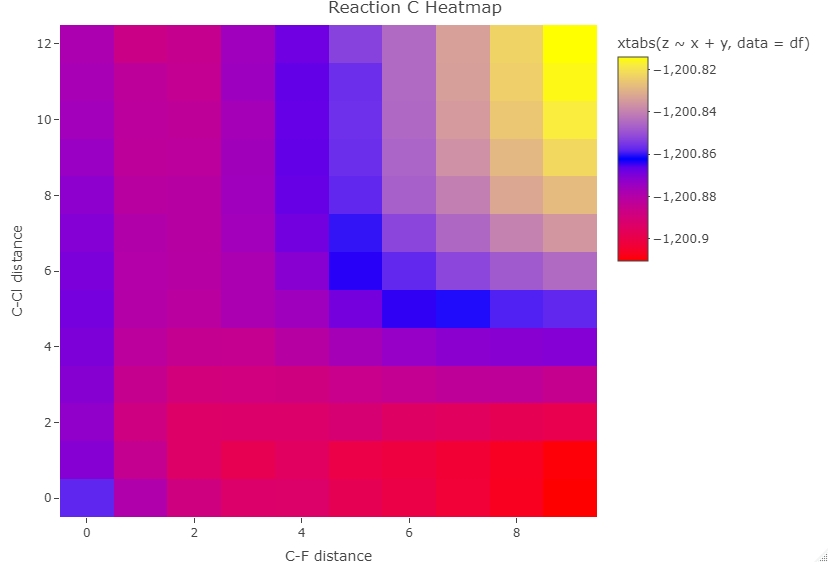 Reaction C Heatmap
xtabs(z ~ x + y, data = df)
−1,200.82
−1,200.84
−1,200.86
−1,200.88
−1,200.9
12
10
8
6
4
2
0
C-Cl distance
0 2 4 6 8
C-F distance